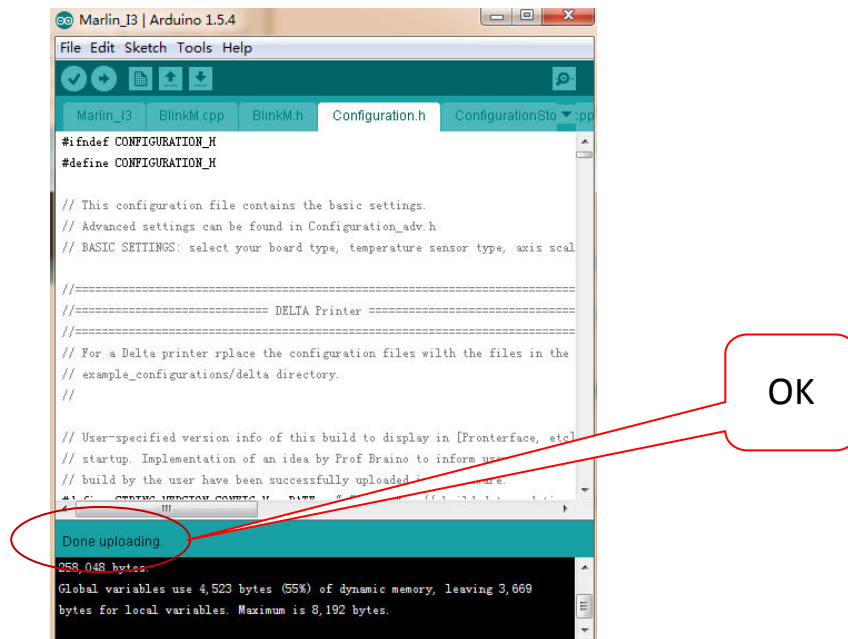 Marlin_I3 | Arduino 1.5.4
File Edit Sketch Tools Help
Marlin_I3 BlinkM.cpp BlinkM.h Configuration.h ConfigurationSto pp
#ifndef CONFIGURATION_H
#define CONFIGURATION_H
// This configuration file contains the basic settings.
// Advanced settings can be found in Configuration_adv.h
// BASIC SETTINGS: select your board type, temperature sensor type, axis scal
//===========================================================================
//============================= DELTA Printer ===============================
//===========================================================================
// For a Delta printer rplace the configuration files wilth the files in the
// example_configurations/delta directory.
//
OK
// User-specified version info of this build to display in [Pronterface, etc]
// startup. Implementation of an idea by Prof Braino to inform
// build by the user have been successfully uploaded
Done uploading.
258,048 bytes.
Global variables use 4,523 bytes (55%) of dynamic memory, leaving 3,669
bytes for local variables. Maximum is 8,192 bytes.